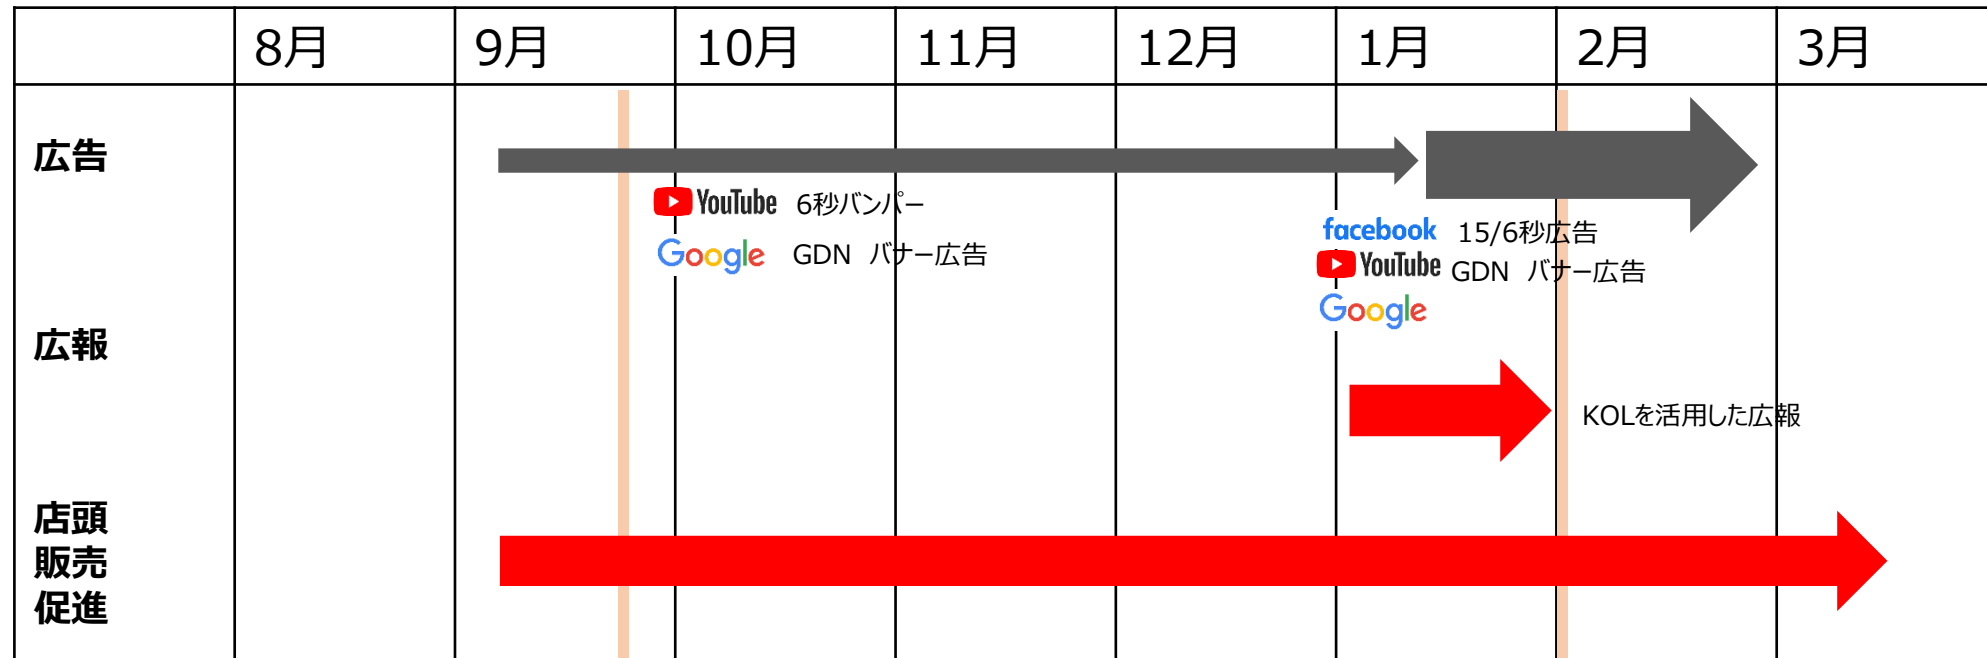 8月 9月 10月 11月 12月 1月 2月 3月
広告
YouTube 6秒バンパー
Google GDN バナー広告
facebook 15/6秒広告
YouTube GDN バナー広告
Google
広報
KOLを活用した広報
店頭
販売
促進